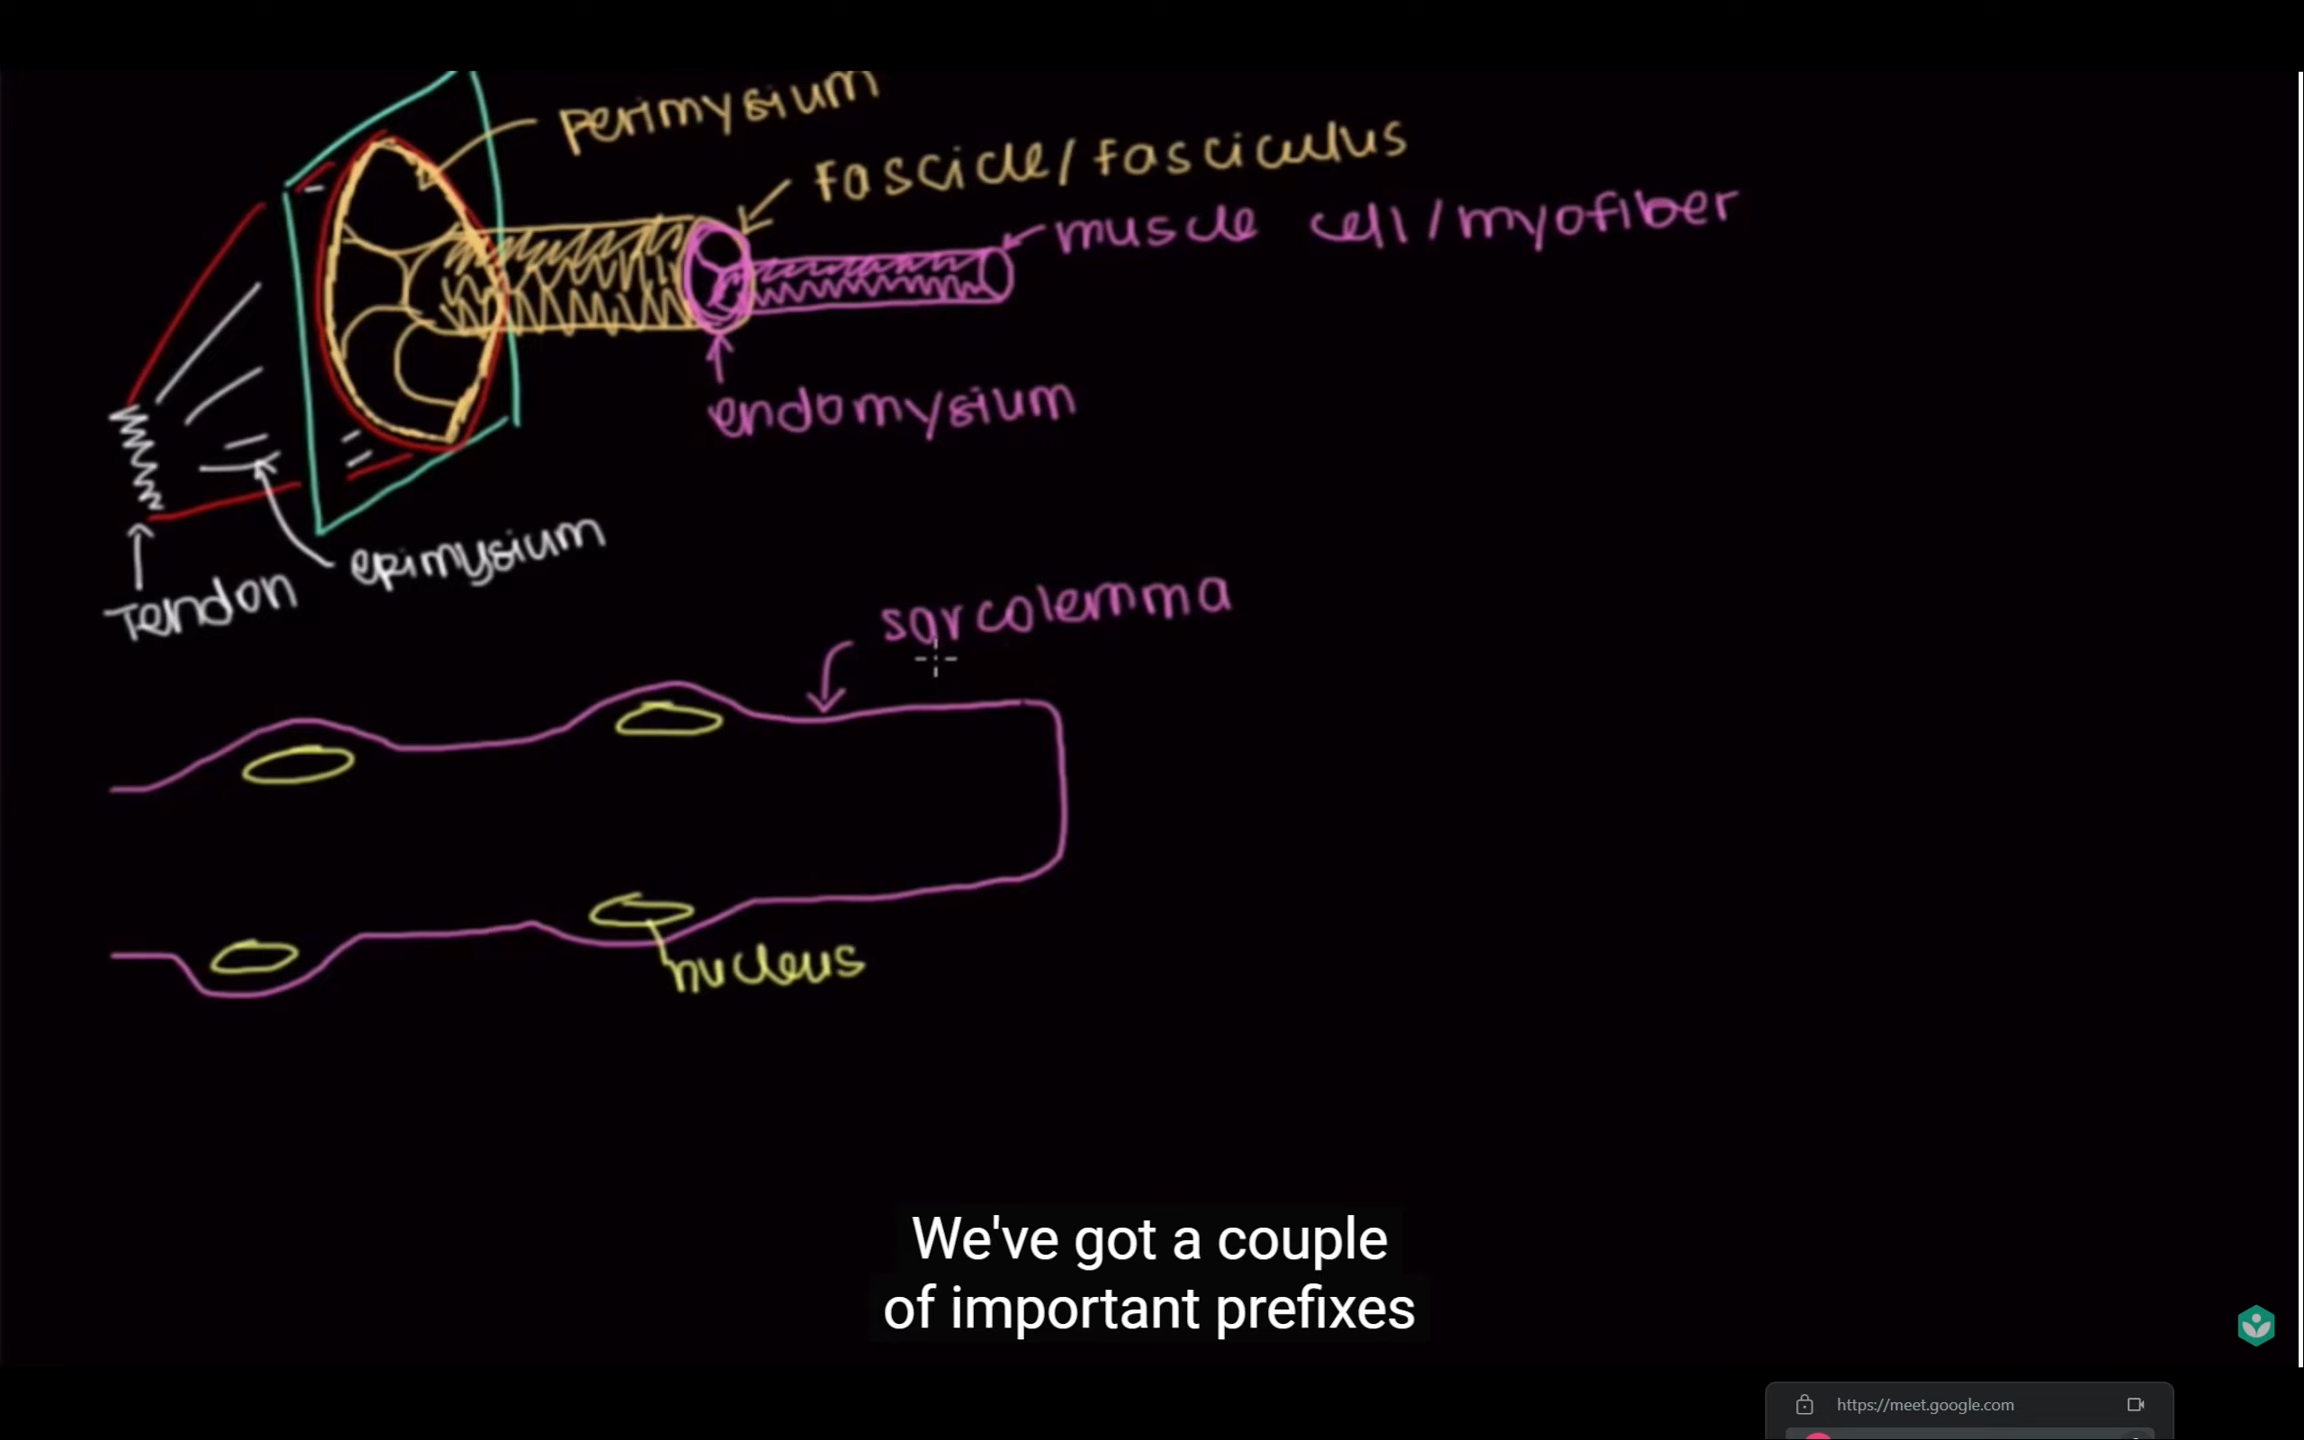 perimysium
fascicle/fasciculus
muscle cell/myofiber
endomysium
epimysium
Tendon
sarcolemma
nucleus
We've got a couple
of important prefixes
https://meet.google.com